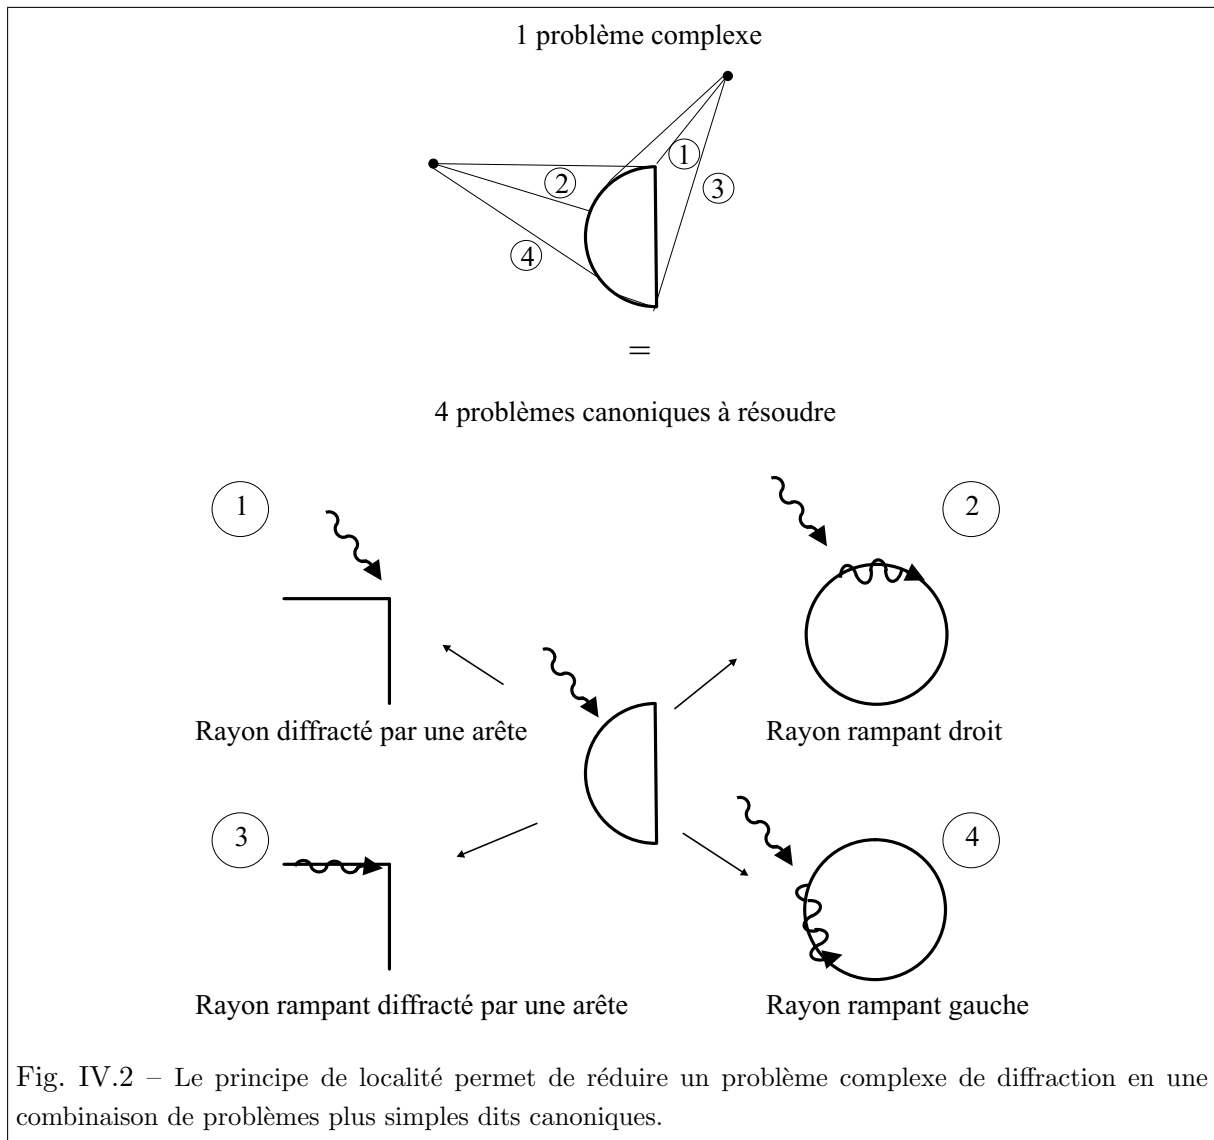 1 problème complexe
1
2
3
4
=
4 problèmes canoniques à résoudre
1
2
Rayon diffracté par une arête
Rayon rampant droit
3
4
Rayon rampant diffracté par une arête
Rayon rampant gauche
Fig. IV.2 – Le principe de localité permet de réduire un problème complexe de diffraction en une
combinaison de problèmes plus simples dits canoniques.